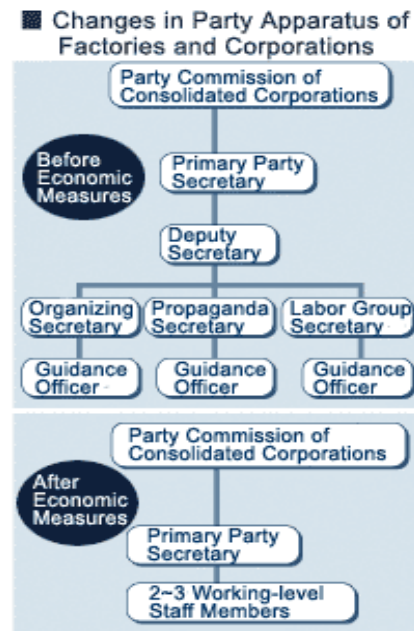 ■ Changes in Party Apparatus of
Factories and Corporations
Party Commission of
Consolidated Corporations
Before
Economic
Measures
Primary Party
Secretary
Deputy
Secretary
Organizing
Secretary
Propaganda
Secretary
Labor Group
Secretary
Guidance
Officer
Guidance
Officer
Guidance
Officer
Party Commission of
Consolidated Corporations
After
Economic
Measures
Primary Party
Secretary
2~3 Working-level
Staff Members